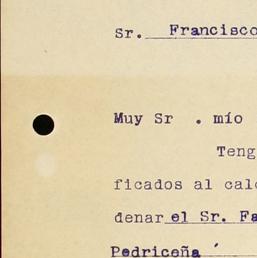 Sr. Francisco
Muy Sr . mío
Teng
ficados al calc
denar el Sr. Fa
Pedriceña